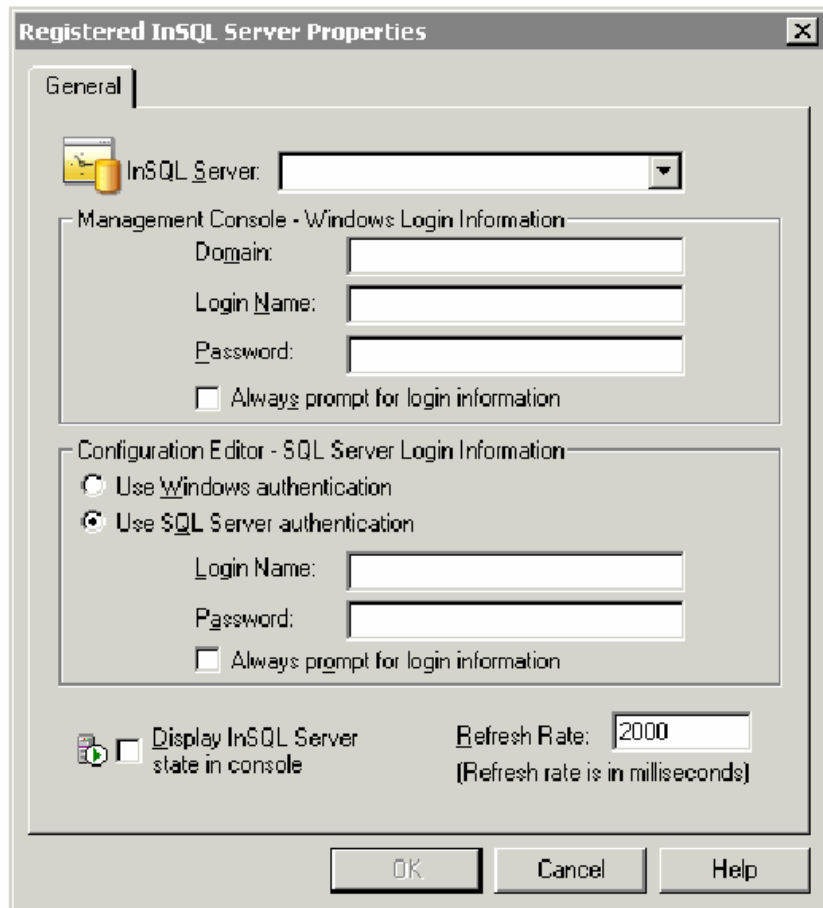 Registered InSQL Server Properties
General
InSQL Server:
Management Console - Windows Login Information
Domain:
Login Name:
Password:
Always prompt for login information
Configuration Editor - SQL Server Login Information
Use Windows authentication
Use SQL Server authentication
Login Name:
Password:
Always prompt for login information
Display InSQL Server
state in console
Refresh Rate: 2000
(Refresh rate is in milliseconds)
OK Cancel Help